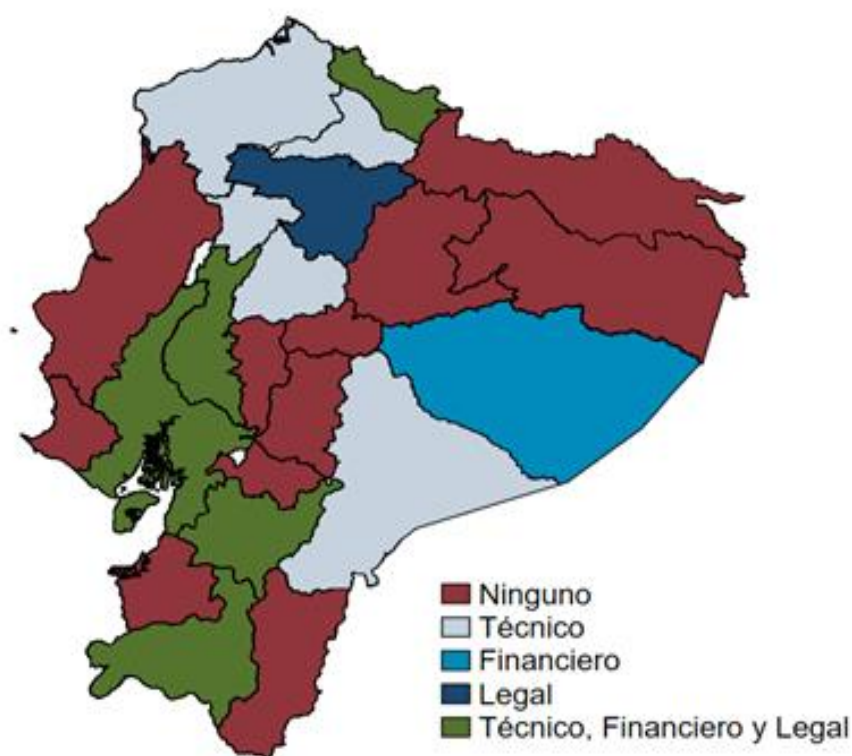 Ninguno
Técnico
Financiero
Legal
Técnico, Financiero y Legal